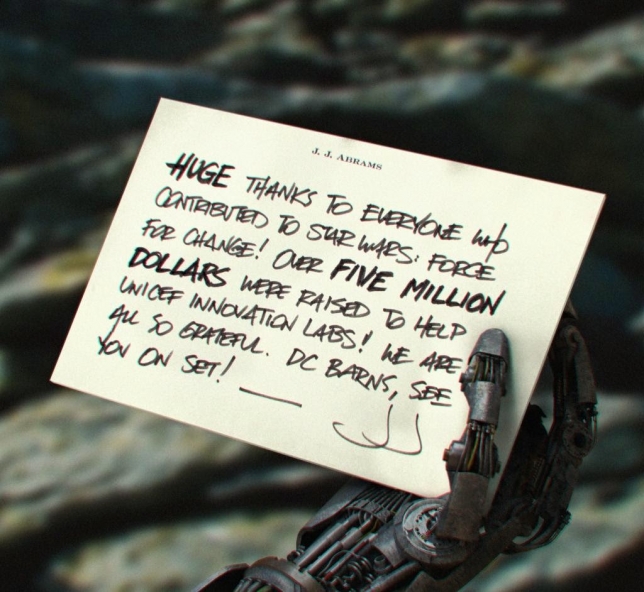 J. J. ABRAMS
HUGE THANKS TO EVERYONE WHO
CONTRIBUTED TO STAR WARS: FORCE
FOR CHANGE! OVER FIVE MILLION
DOLLARS WERE RAISED TO HELP
UNICEF INNOVATION LABS! WE ARE
ALL SO GRATEFUL. DC BARNS, SEE
YOU ON SET! —
JJ